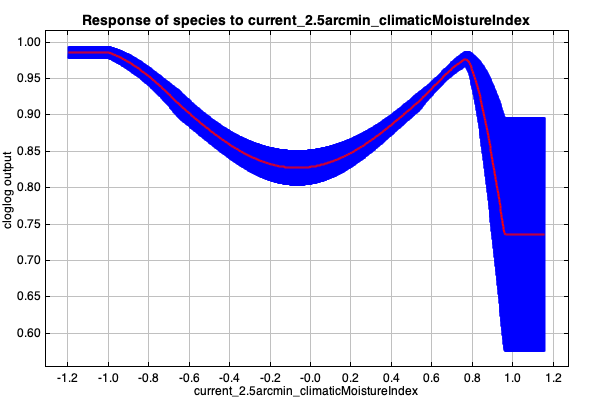 Response of species to current_2.5arcmin_climaticMoistureIndex
1.00
0.95
0.90
0.85
0.80
0.75
0.70
0.65
0.60
cloglog output
-1.2 -1.0 -0.8 -0.6 -0.4 -0.2 -0.0 0.2 0.4 0.6 0.8 1.0 1.2
current_2.5arcmin_climaticMoistureIndex